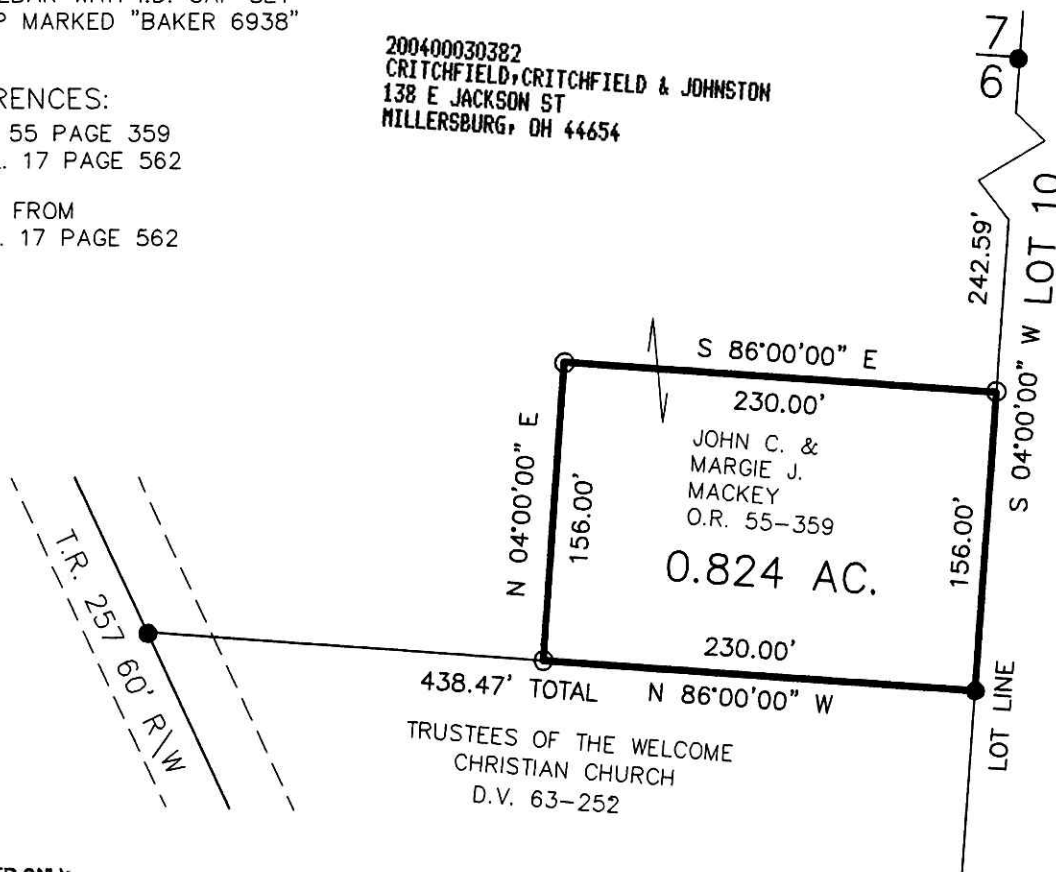 MARKED "BAKER 6938"
55 PAGE 359
17 PAGE 562
FROM
17 PAGE 562
200400030382
CRITCHFIELD,CRITCHFIELD & JOHNSTON
138 E JACKSON ST
MILLERSBURG, OH 44654
7
6
242.59'
S 04°00'00" W LOT 10
S 86°00'00" E
230.00'
N 04°00'00" E
156.00'
JOHN C. &
MARGIE J.
MACKEY
O.R. 55-359
0.824 AC.
156.00'
230.00'
438.47' TOTAL N 86°00'00" W
LOT LINE
T.R. 257 60' R\W
TRUSTEES OF THE WELCOME
CHRISTIAN CHURCH
D.V. 63-252